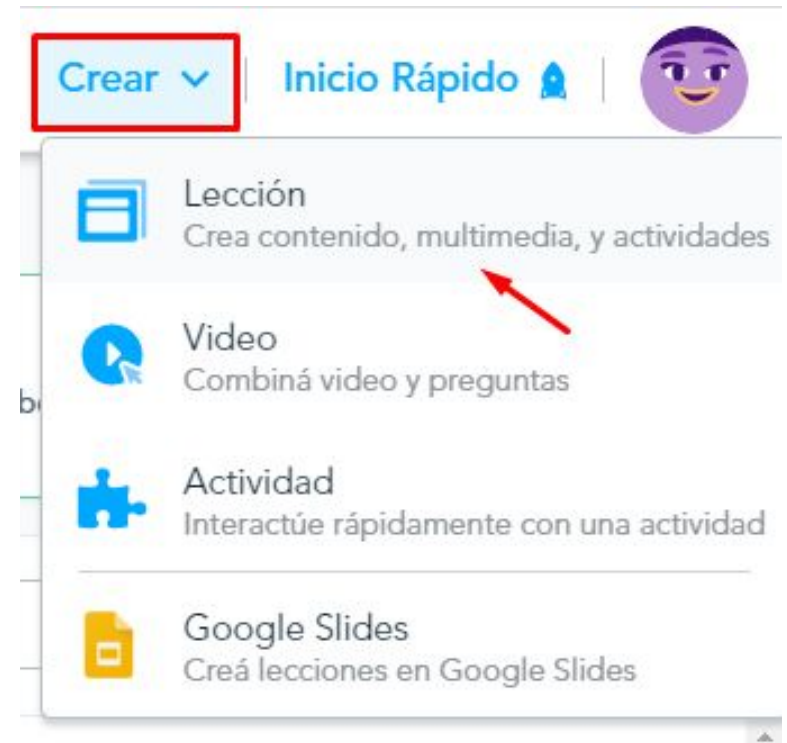 Crear
Inicio Rápido
Lección
Crea contenido, multimedia, y actividades
Video
Combiná video y preguntas
Actividad
Interactúe rápidamente con una actividad
Google Slides
Creá lecciones en Google Slides